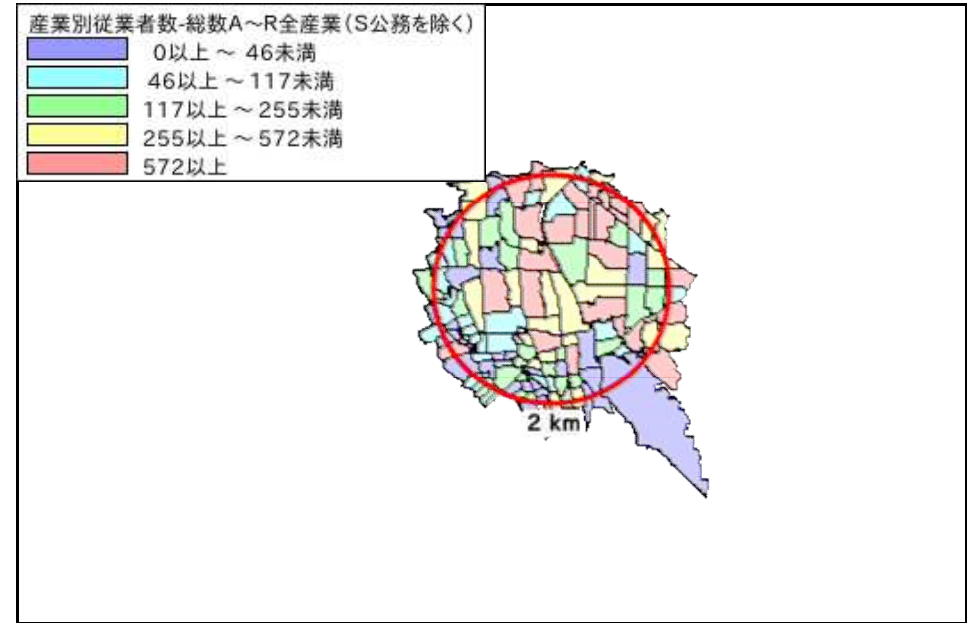 産業別従業者数-総数A～R全産業(S公務を除く)
0以上 ～ 46未満
46以上 ～ 117未満
117以上 ～ 255未満
255以上 ～ 572未満
572以上
2 km